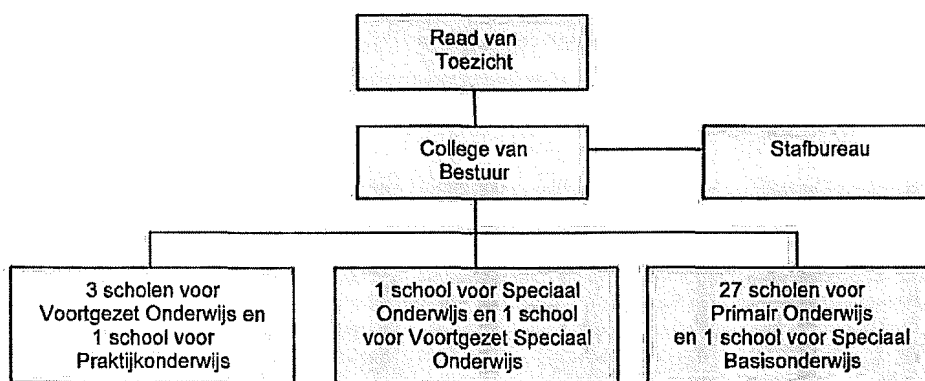 Raad van
Toezicht
College van
Bestuur
Stafbureau
3 scholen voor
Voortgezet Onderwijs en
1 school voor
Praktijkonderwijs
1 school voor Speciaal
Onderwijs en 1 school
voor Voortgezet Speciaal
Onderwijs
27 scholen voor
Primair Onderwijs
en 1 school voor Speciaal
Basisonderwijs